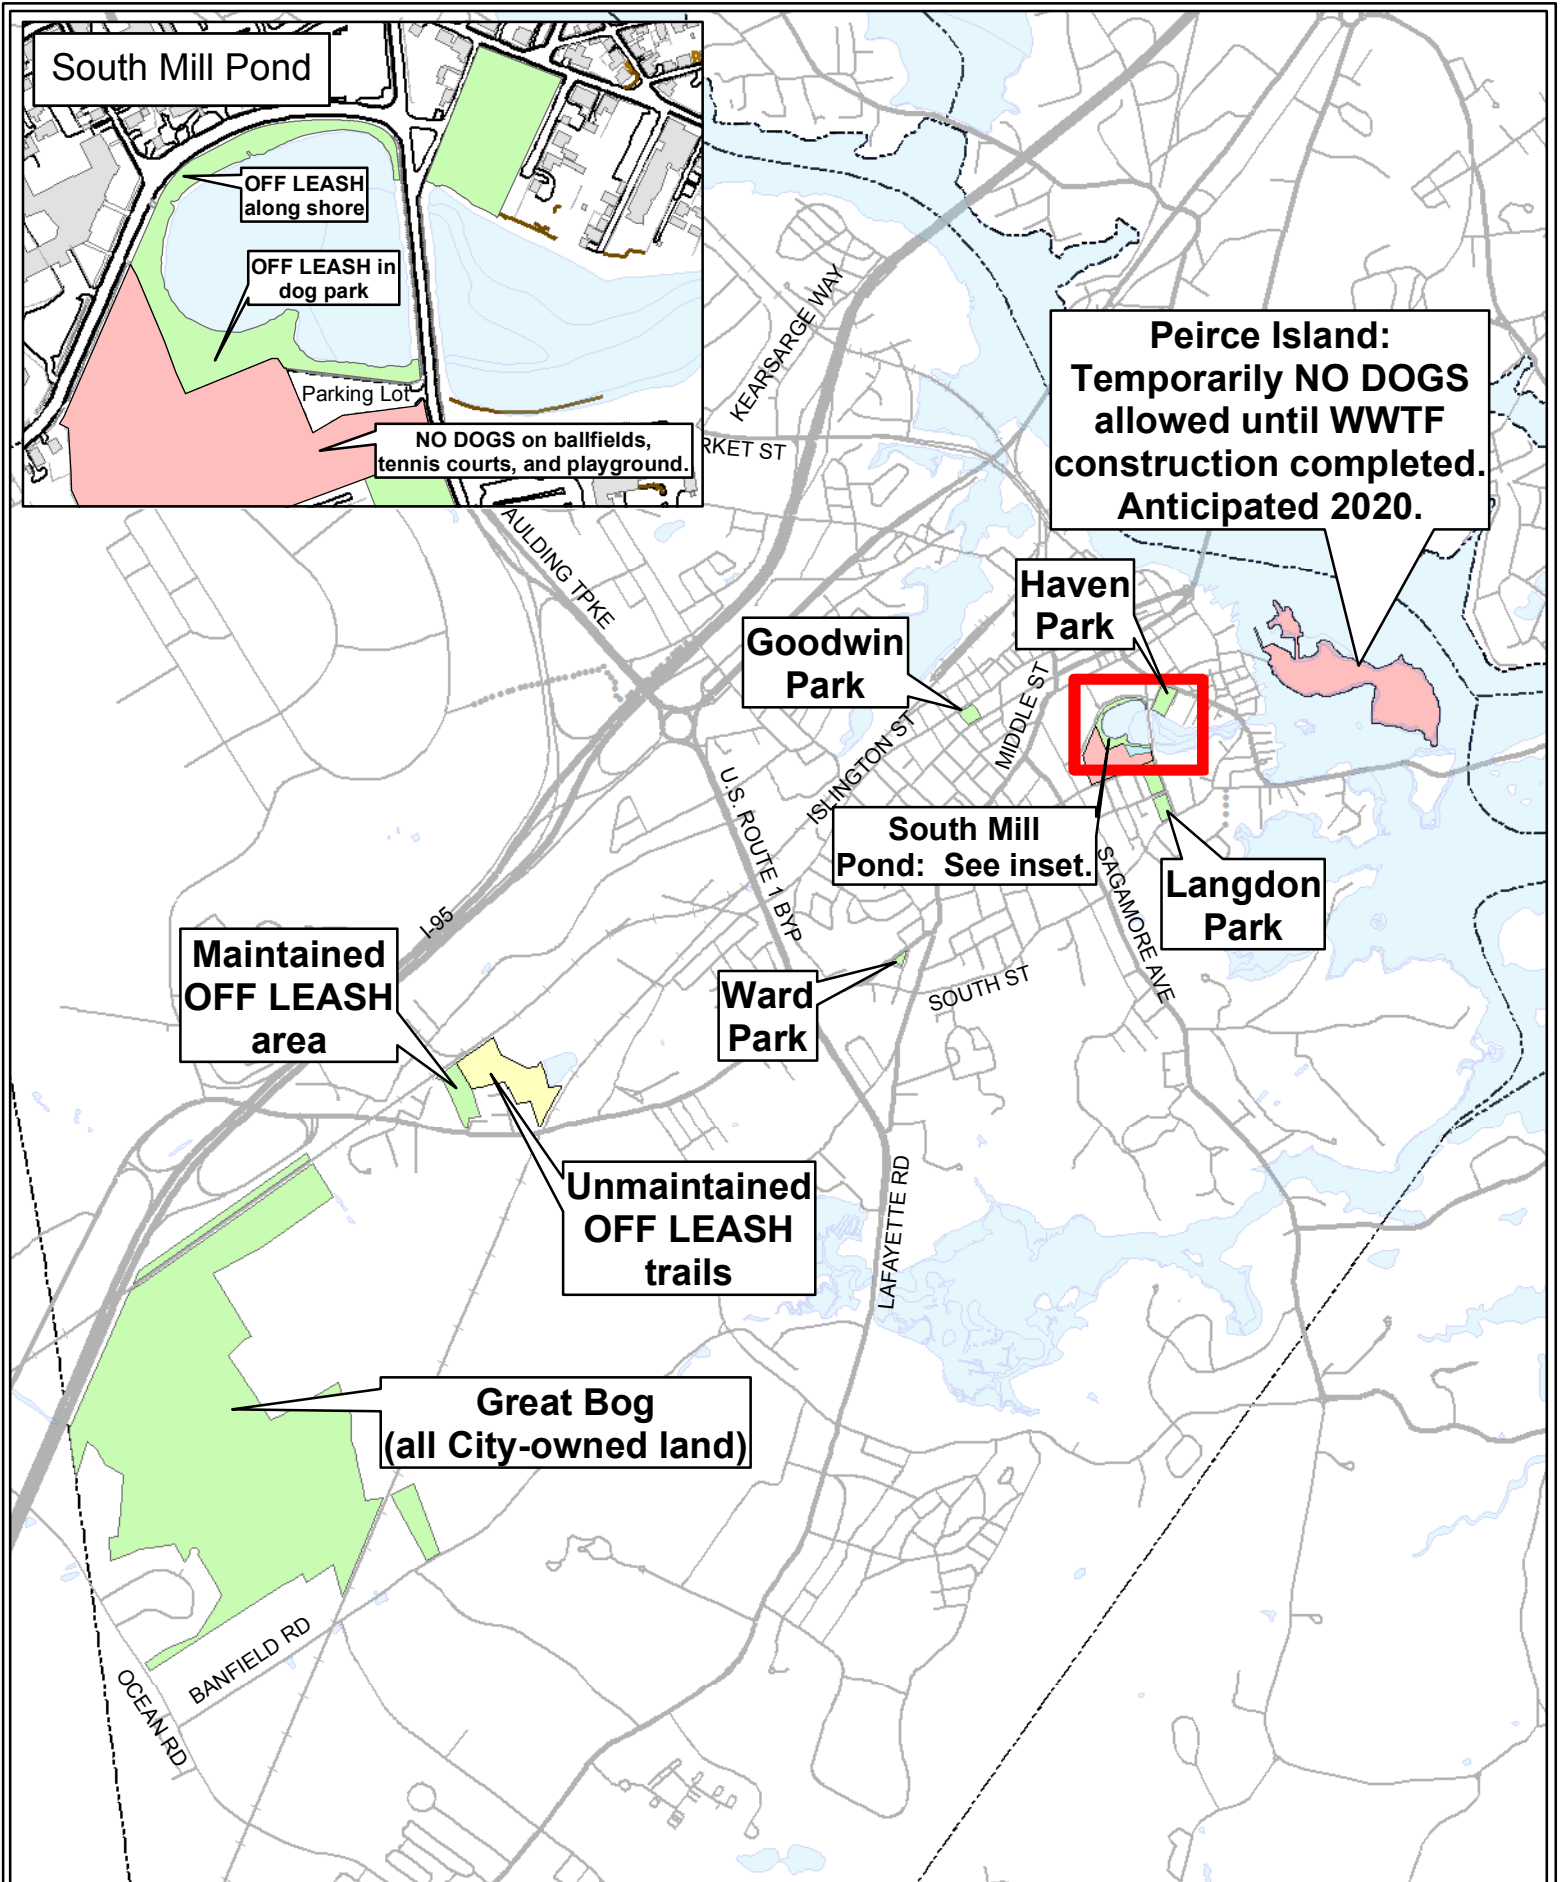 South Mill Pond
OFF LEASH
along shore
OFF LEASH in
dog park
Parking Lot
NO DOGS on ballfields,
tennis courts, and playground.
KEARSARGE WAY
RKET ST
AULDING TPKE
Peirce Island:
Temporarily NO DOGS
allowed until WWTF
construction completed.
Anticipated 2020.
Haven
Park
Goodwin
Park
MIDDLE ST
ISLINGTON ST
U.S. ROUTE 1 BYP
South Mill
Pond: See inset.
SAGAMORE AVE
Langdon
Park
I-95
Maintained
OFF LEASH
area
Ward
Park
SOUTH ST
Unmaintained
OFF LEASH
trails
LAFAYETTE RD
Great Bog
(all City-owned land)
BANFIELD RD
OCEAN RD